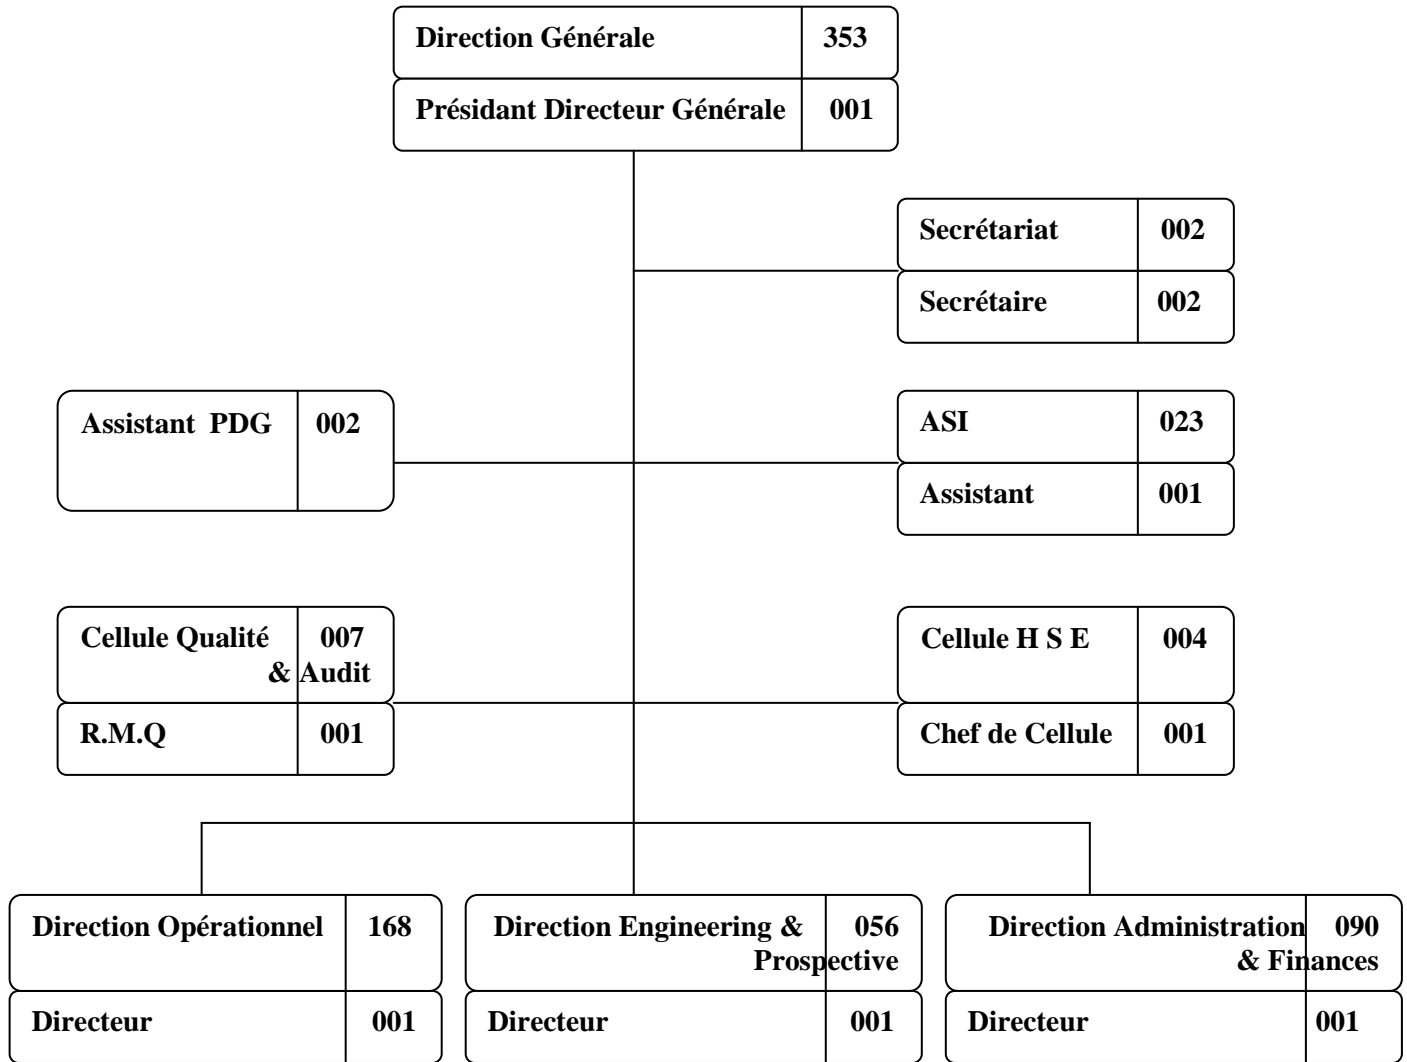 Direction Générale 353
Présidant Directeur Générale 001
Secrétariat 002
Secrétaire 002
Assistant PDG 002
ASI 023
Assistant 001
Cellule Qualité 007
& Audit
R.M.Q 001
Cellule H S E 004
Chef de Cellule 001
Direction Opérationnel 168
Directeur 001
Direction Engineering & 056
Prospective
Directeur 001
Direction Administration 090
& Finances
Directeur 001